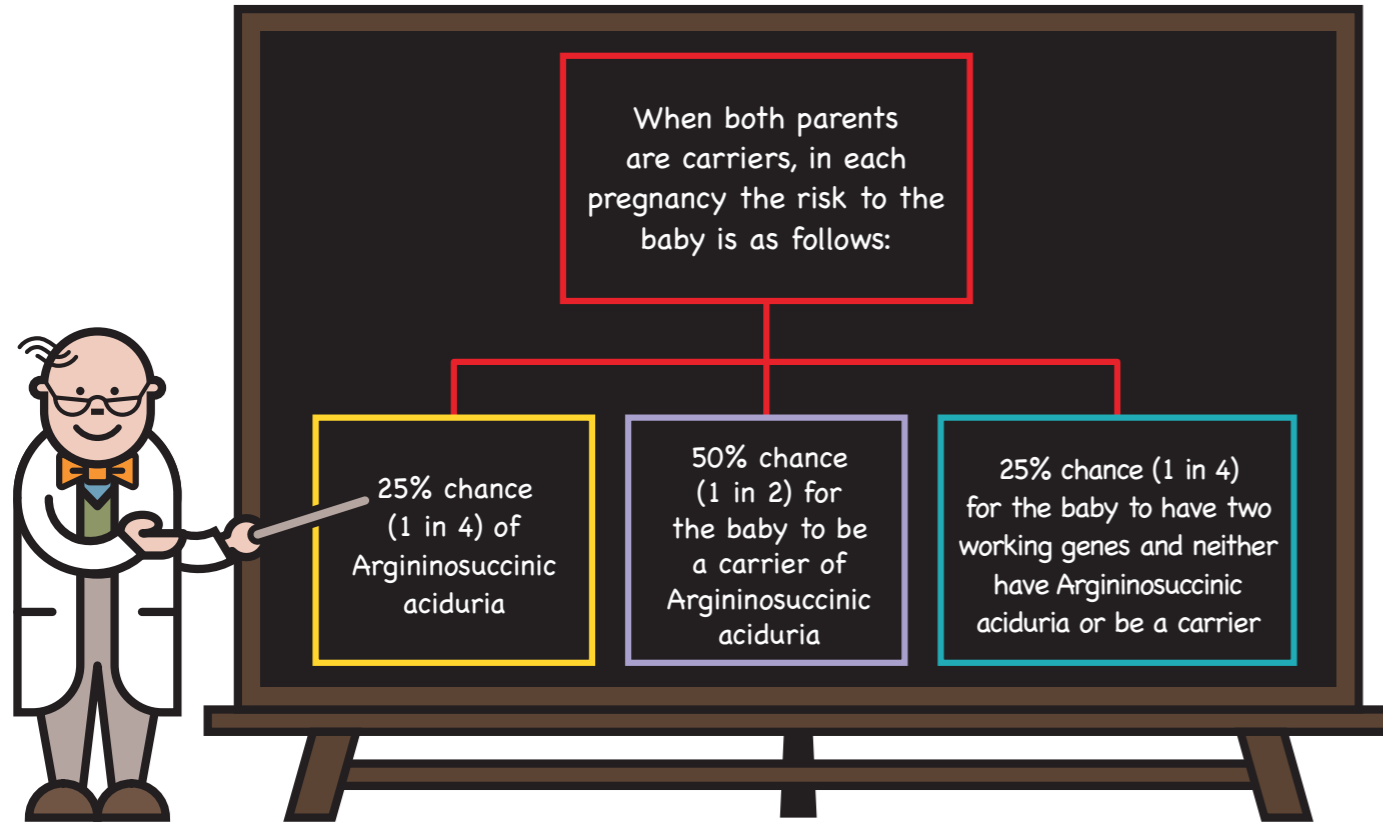 When both parents
are carriers, in each
pregnancy the risk to the
baby is as follows:
25% chance
(1 in 4) of
Argininosuccinic
aciduria
50% chance
(1 in 2) for
the baby to be
a carrier of
Argininosuccinic
aciduria
25% chance (1 in 4)
for the baby to have two
working genes and neither
have Argininosuccinic
aciduria or be a carrier